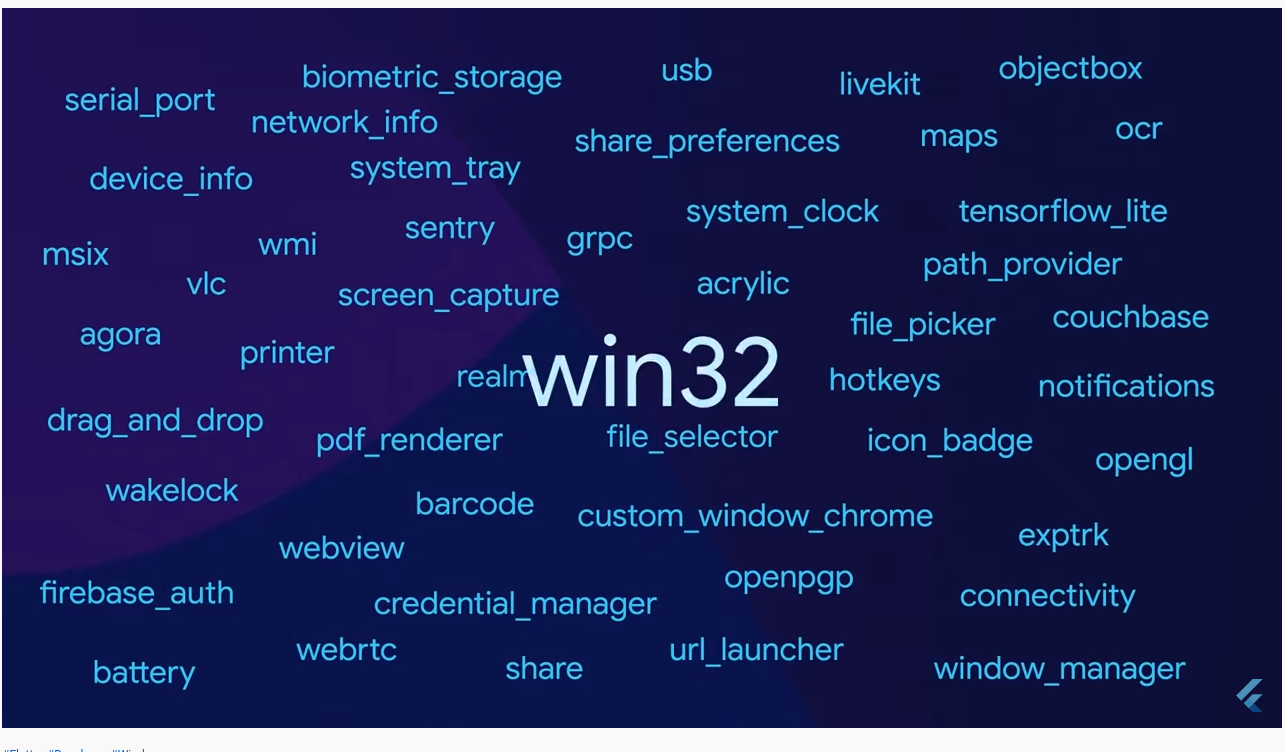 biometric_storage
usb
livekit
objectbox
serial_port
network_info
share_preferences
maps
ocr
device_info
system_tray
system_clock
tensorflow_lite
msix
wmi
sentry
grpc
path_provider
vlc
screen_capture
acrylic
file_picker
couchbase
agora
printer
realm
win32
hotkeys
notifications
drag_and_drop
pdf_renderer
file_selector
icon_badge
opengl
wakelock
barcode
custom_window_chrome
exptrk
webview
openpgp
firebase_auth
credential_manager
connectivity
webrtc
url_launcher
battery
share
window_manager